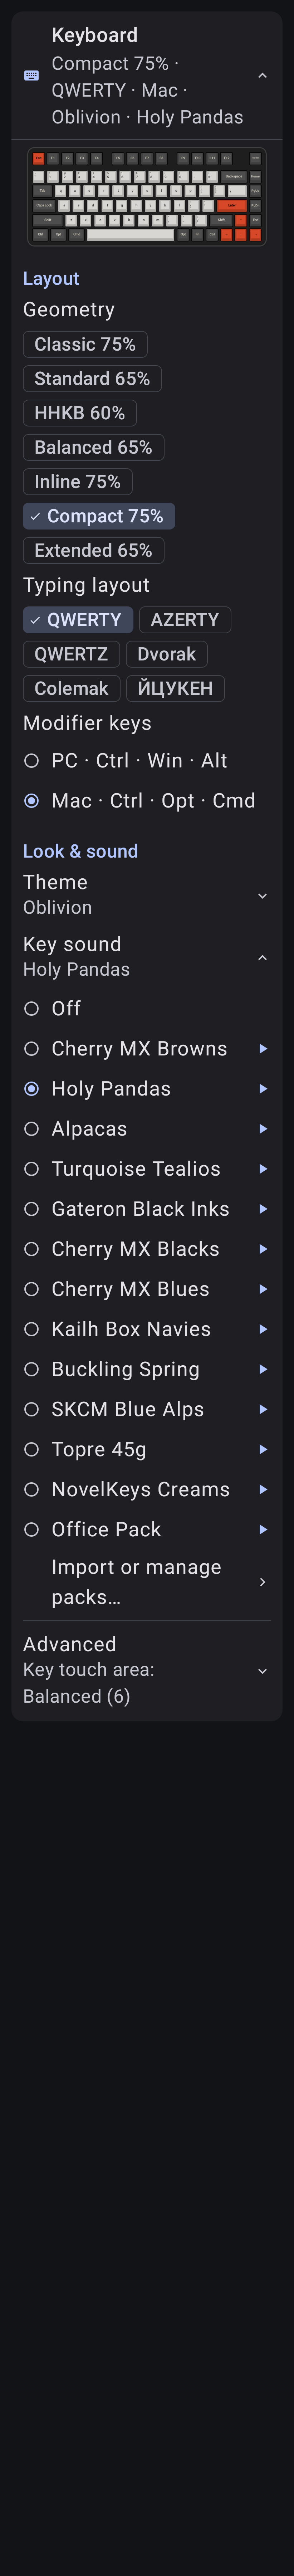 Keyboard
Compact 75% ·
QWERTY · Mac ·
Oblivion · Holy Pandas
Layout
Geometry
Classic 75%
Standard 65%
HHKB 60%
Balanced 65%
Inline 75%
Compact 75%
Extended 65%
Typing layout
QWERTY AZERTY
QWERTZ Dvorak
Colemak ЙЦУКЕН
Modifier keys
PC · Ctrl · Win · Alt
Mac · Ctrl · Opt · Cmd
Look & sound
Theme
Oblivion
Key sound
Holy Pandas
Off
Cherry MX Browns
Holy Pandas
Alpacas
Turquoise Tealios
Gateron Black Inks
Cherry MX Blacks
Cherry MX Blues
Kailh Box Navies
Buckling Spring
SKCM Blue Alps
Topre 45g
NovelKeys Creams
Office Pack
Import or manage
packs…
Advanced
Key touch area:
Balanced (6)